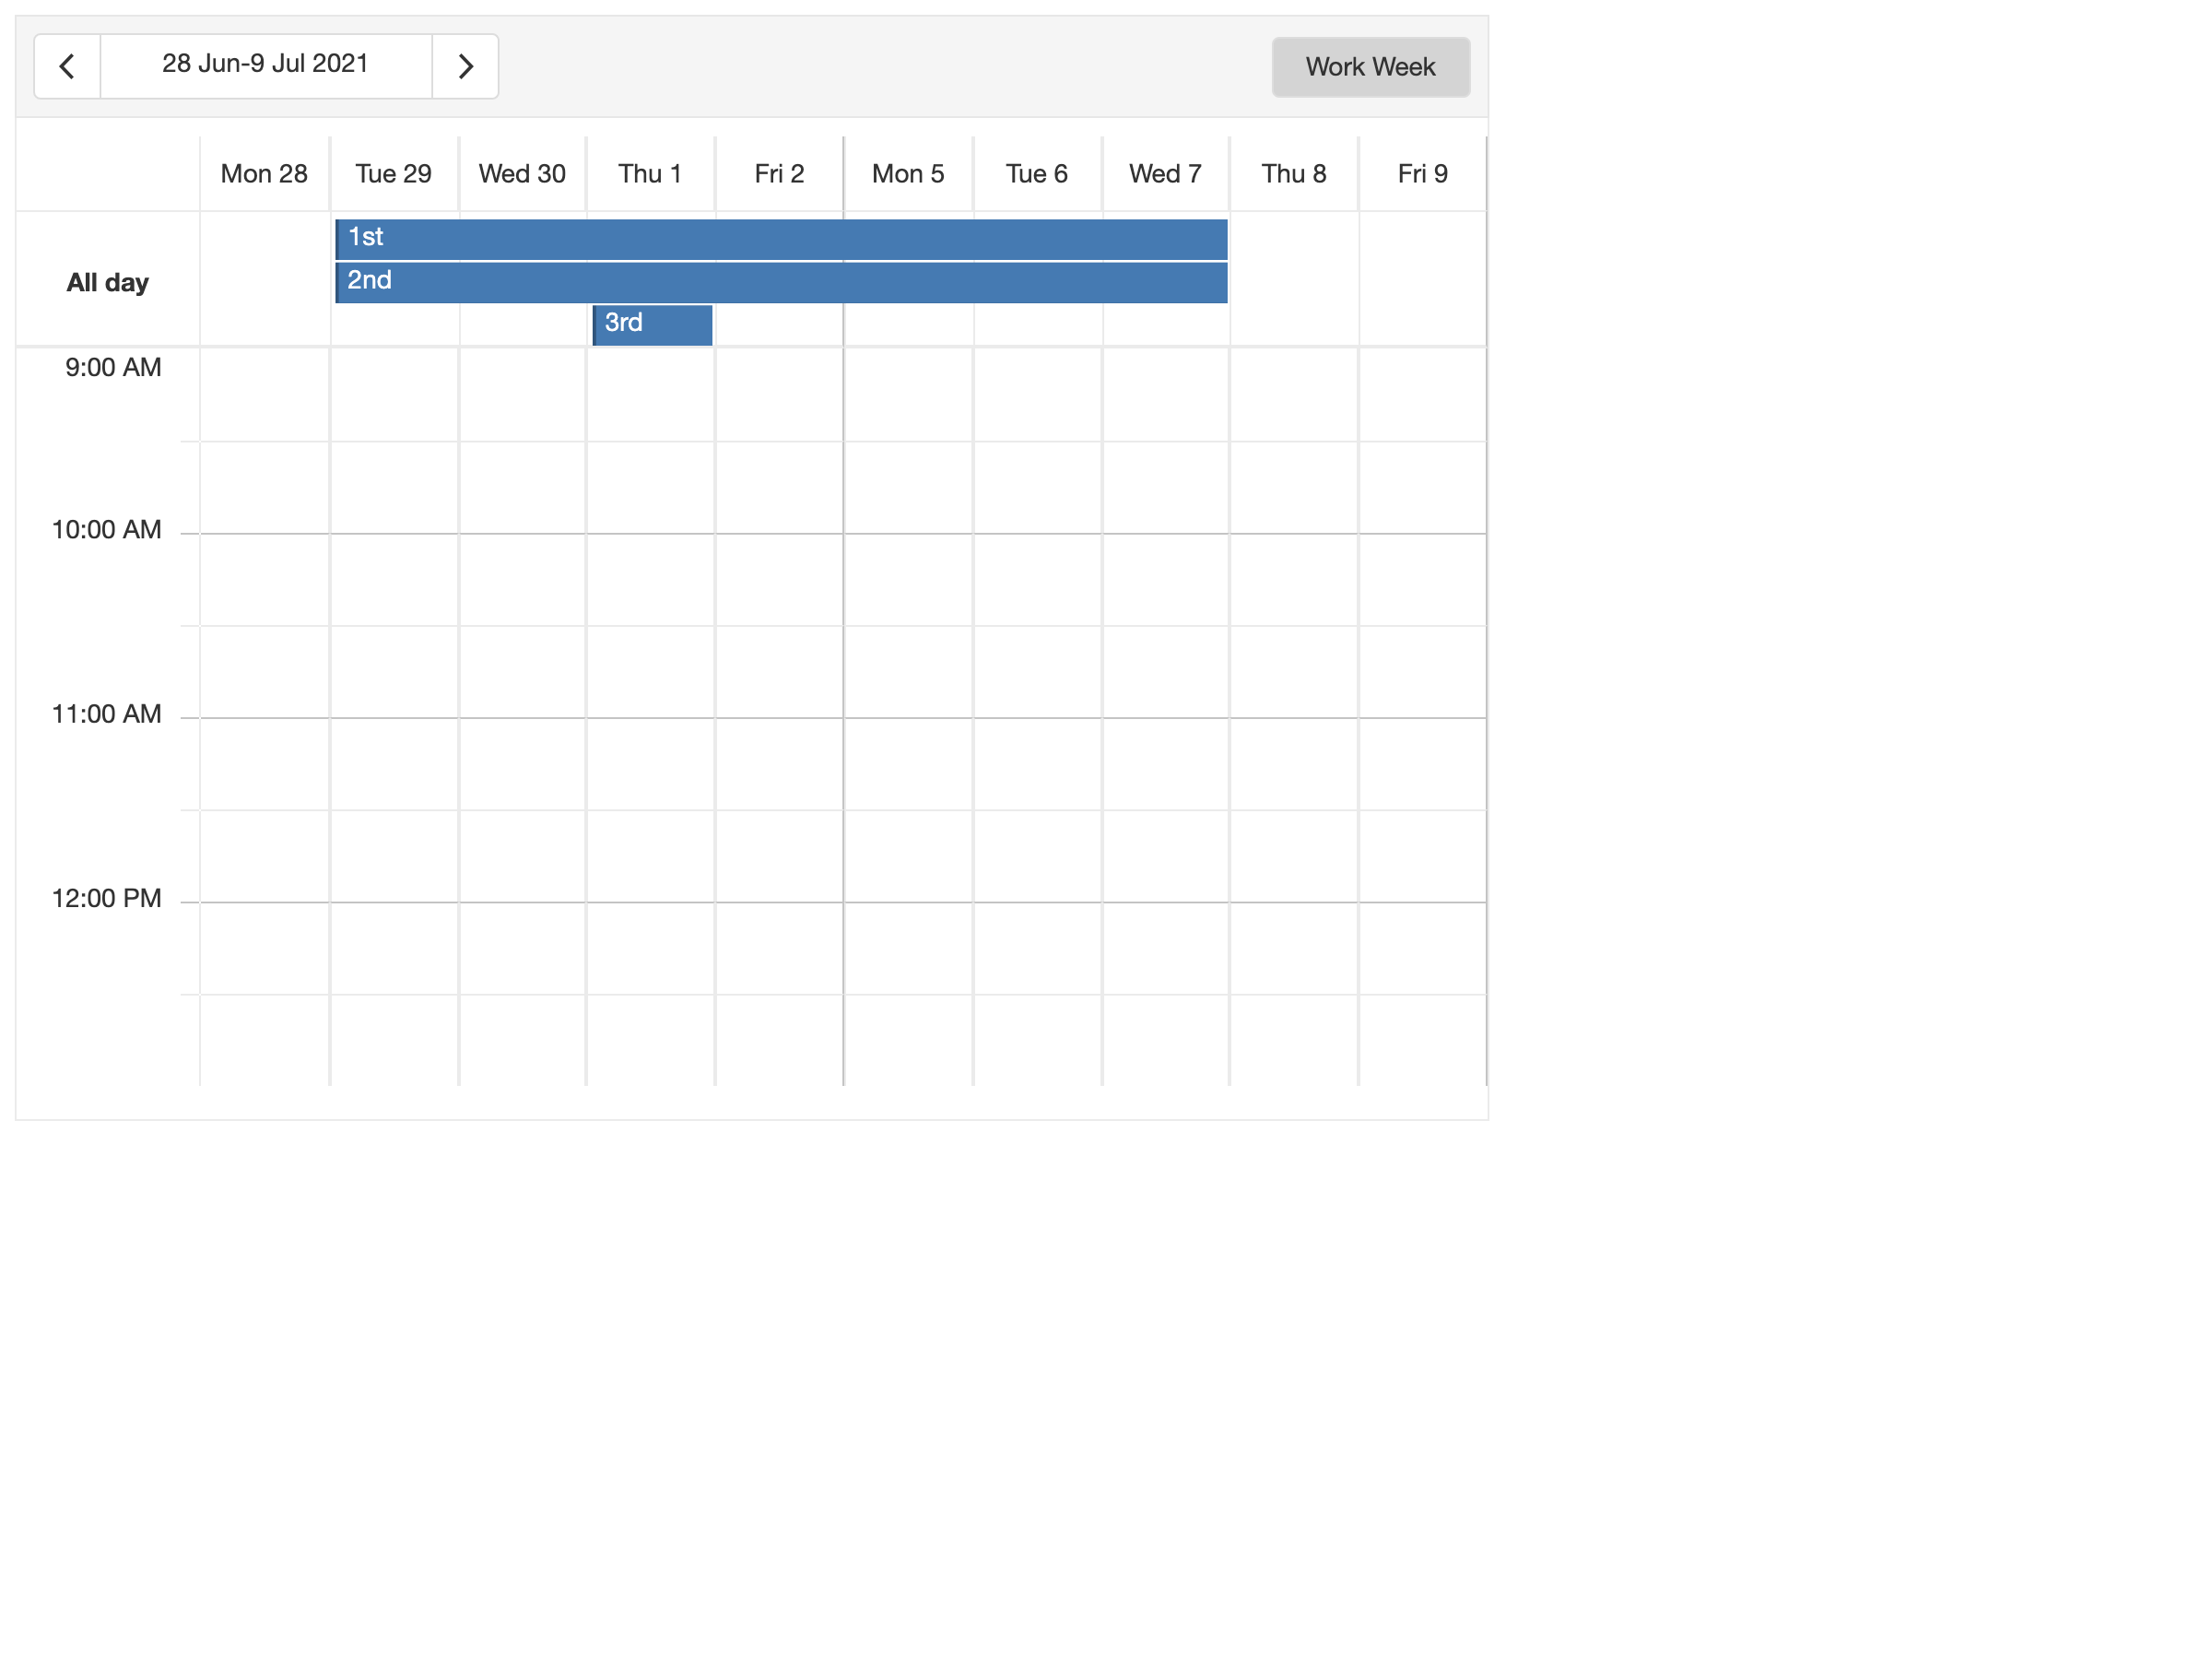 28 Jun-9 Jul 2021
Work Week
Mon 28 Tue 29 Wed 30 Thu 1 Fri 2 Mon 5 Tue 6 Wed 7 Thu 8 Fri 9
All day
1st
2nd
3rd
9:00 AM
10:00 AM
11:00 AM
12:00 PM